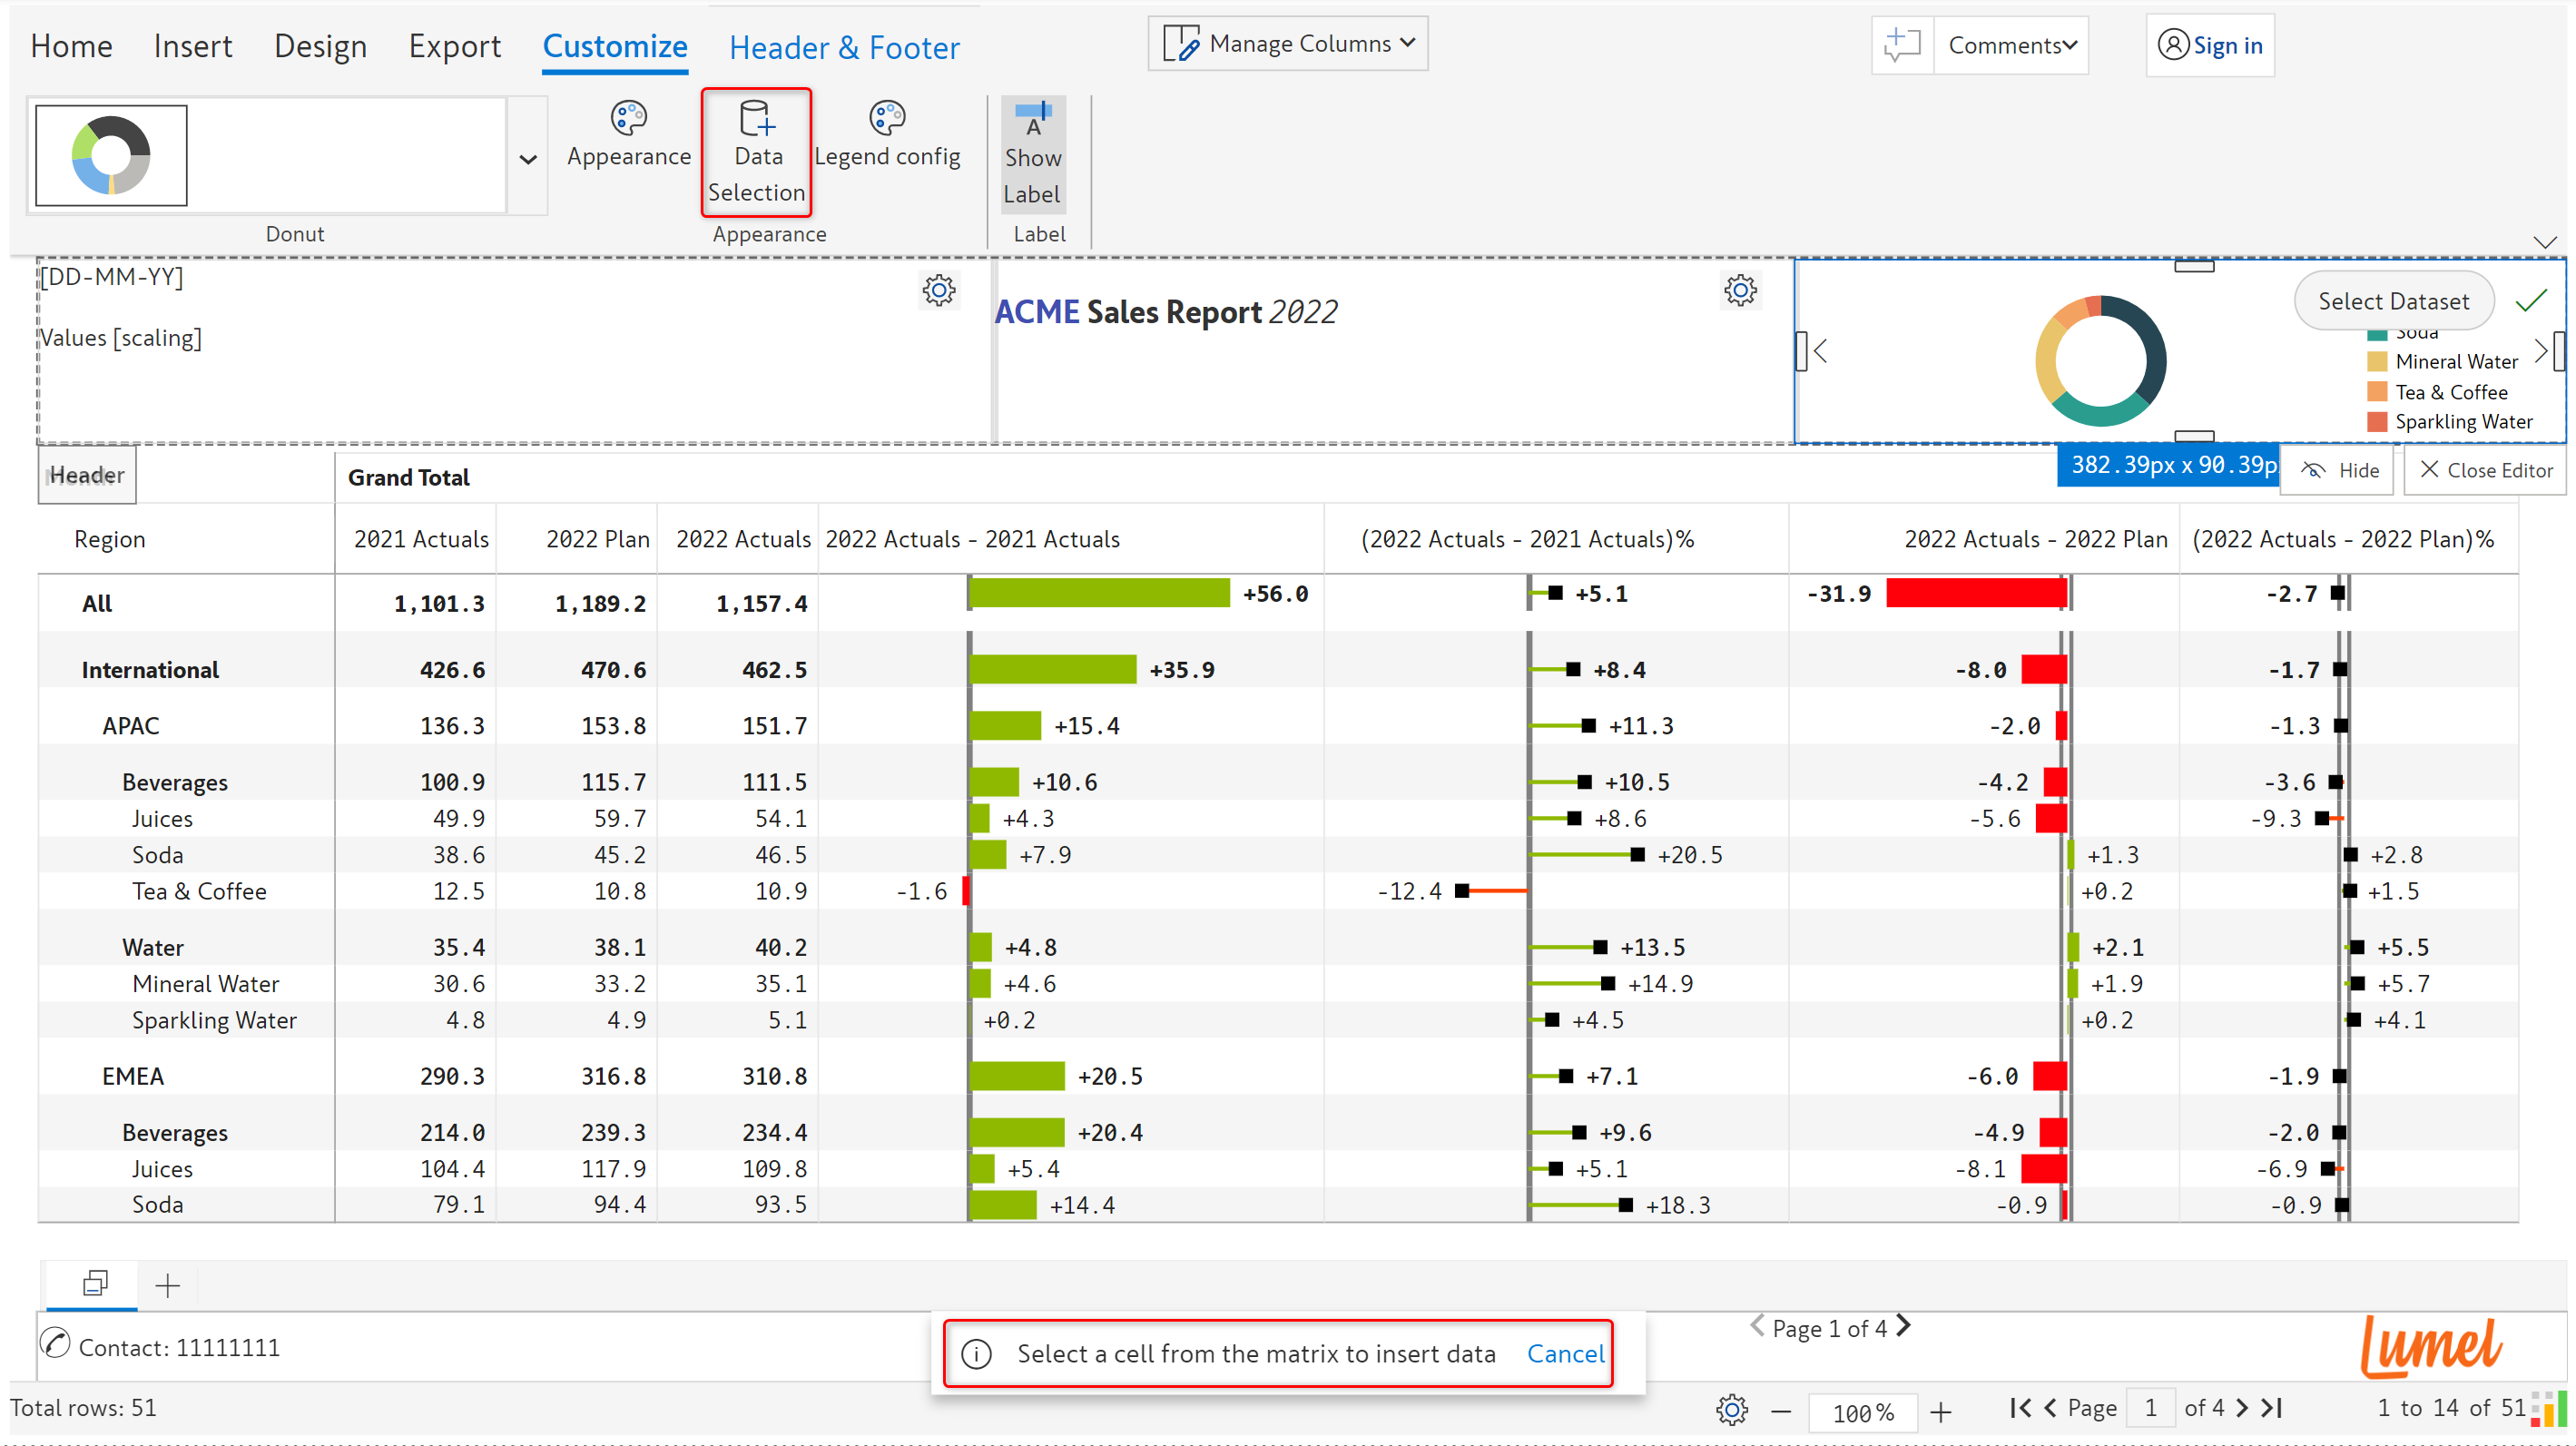 Home Insert Design Export Customize Header & Footer Manage Columns Comments Sign in
Appearance Data Selection Legend config Show Label
Donut Appearance Label
[DD-MM-YY]
Values [scaling]
ACME Sales Report 2022
Select Dataset
Soda
Mineral Water
Tea & Coffee
Sparkling Water
382.39px x 90.39p Hide Close Editor
Header Grand Total
Region 2021 Actuals 2022 Plan 2022 Actuals 2022 Actuals - 2021 Actuals (2022 Actuals - 2021 Actuals)% 2022 Actuals - 2022 Plan (2022 Actuals - 2022 Plan)%
All 1,101.3 1,189.2 1,157.4 +56.0 +5.1 -31.9 -2.7
International 426.6 470.6 462.5 +35.9 +8.4 -8.0 -1.7
APAC 136.3 153.8 151.7 +15.4 +11.3 -2.0 -1.3
Beverages 100.9 115.7 111.5 +10.6 +10.5 -4.2 -3.6
Juices 49.9 59.7 54.1 +4.3 +8.6 -5.6 -9.3
Soda 38.6 45.2 46.5 +7.9 +20.5 +1.3 +2.8
Tea & Coffee 12.5 10.8 10.9 -1.6 -12.4 +0.2 +1.5
Water 35.4 38.1 40.2 +4.8 +13.5 +2.1 +5.5
Mineral Water 30.6 33.2 35.1 +4.6 +14.9 +1.9 +5.7
Sparkling Water 4.8 4.9 5.1 +0.2 +4.5 +0.2 +4.1
EMEA 290.3 316.8 310.8 +20.5 +7.1 -6.0 -1.9
Beverages 214.0 239.3 234.4 +20.4 +9.6 -4.9 -2.0
Juices 104.4 117.9 109.8 +5.4 +5.1 -8.1 -6.9
Soda 79.1 94.4 93.5 +14.4 +18.3 -0.9 -0.9
Contact: 11111111
Select a cell from the matrix to insert data Cancel
Page 1 of 4
Lumel
Total rows: 51 100% Page 1 of 4 1 to 14 of 51